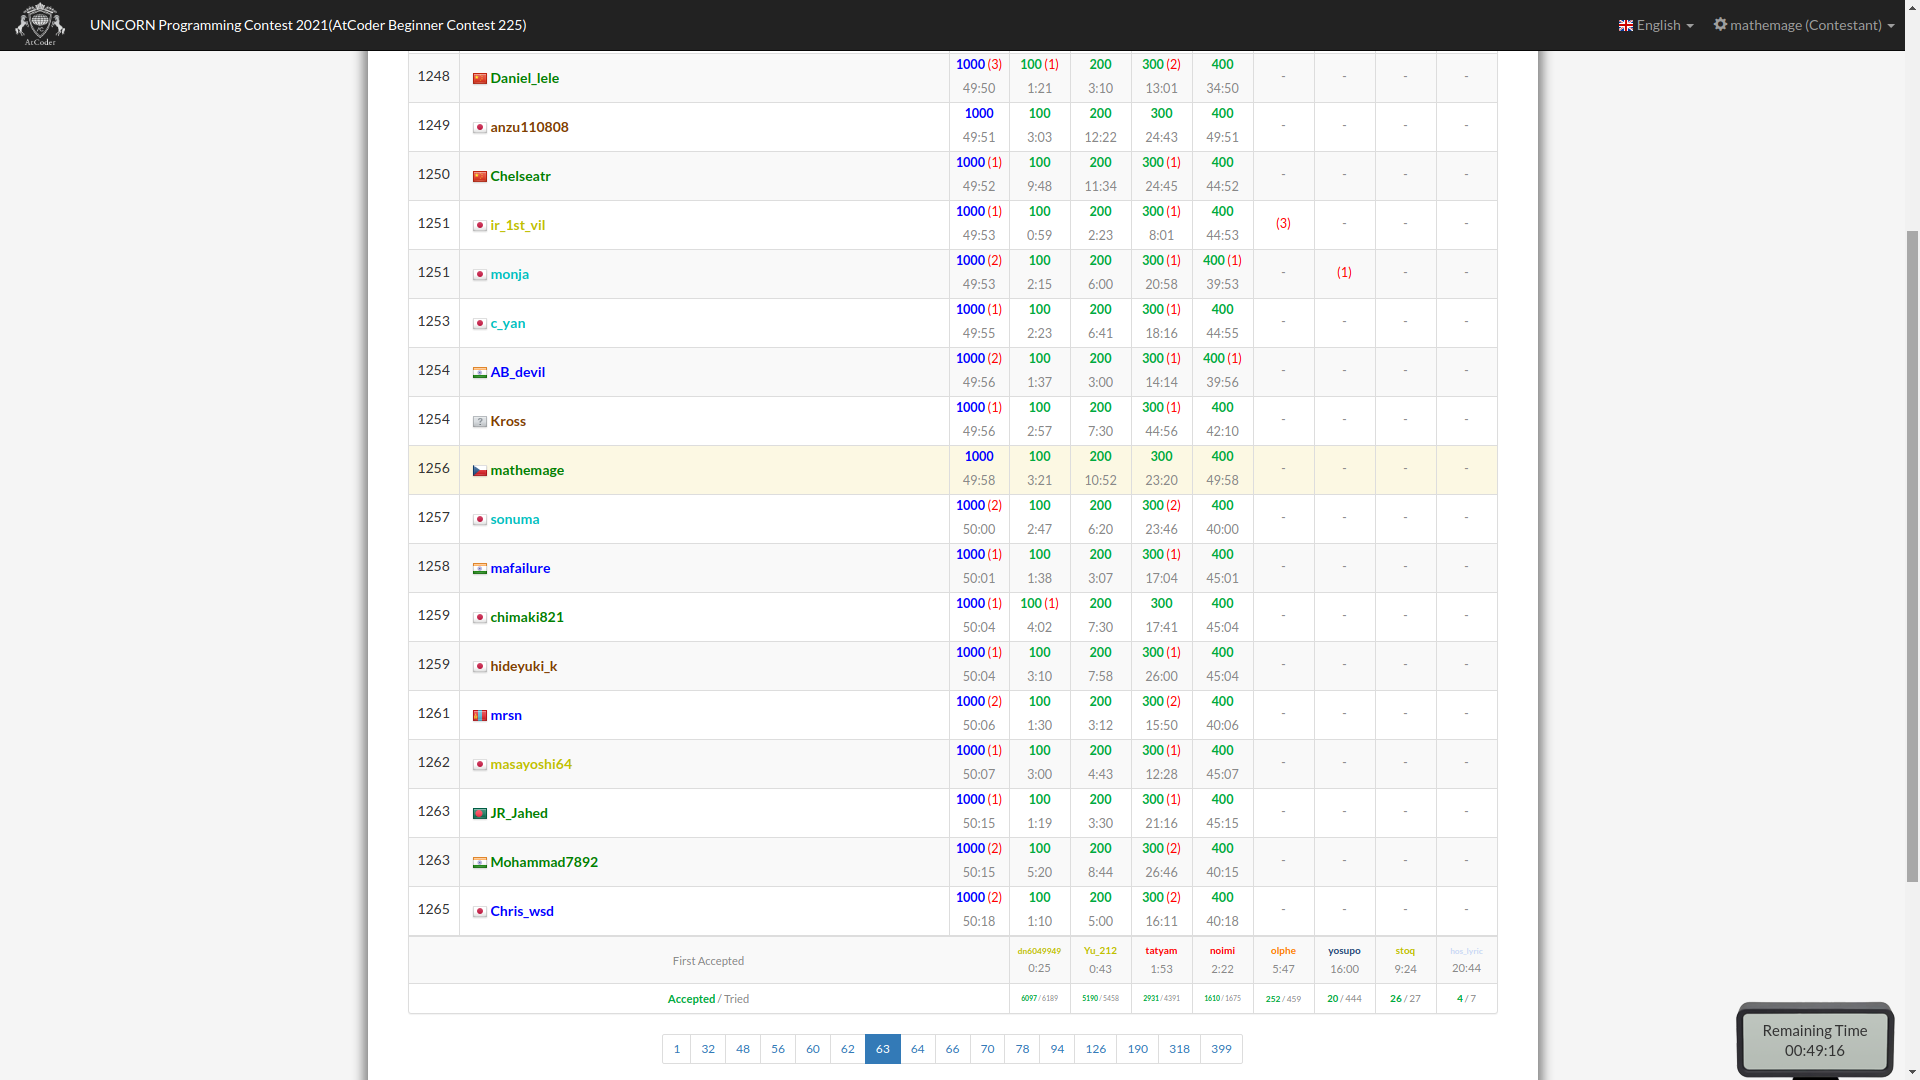 AtCoder
UNICORN Programming Contest 2021(AtCoder Beginner Contest 225)
English
mathemage (Contestant)
1248 Daniel_lele 1000 (3) 100 (1) 200 300 (2) 400 - - - -
49:50 1:21 3:10 13:01 34:50
1249 anzu110808 1000 100 200 300 400 - - - -
49:51 3:03 12:22 24:43 49:51
1250 Chelseatr 1000 (1) 100 200 300 (1) 400 - - - -
49:52 9:48 11:34 24:45 44:52
1251 ir_1st_vil 1000 (1) 100 200 300 (1) 400 (3) - - -
49:53 0:59 2:23 8:01 44:53
1251 monja 1000 (2) 100 200 300 (1) 400 (1) - (1) - -
49:53 2:15 6:00 20:58 39:53
1253 c_yan 1000 (1) 100 200 300 (1) 400 - - - -
49:55 2:23 6:41 18:16 44:55
1254 AB_devil 1000 (2) 100 200 300 (1) 400 (1) - - - -
49:56 1:37 3:00 14:14 39:56
1254 Kross 1000 (1) 100 200 300 (1) 400 - - - -
49:56 2:57 7:30 44:56 42:10
1256 mathemage 1000 100 200 300 400 - - - -
49:58 3:21 10:52 23:20 49:58
1257 sonuma 1000 (2) 100 200 300 (2) 400 - - - -
50:00 2:47 6:20 23:46 40:00
1258 mafailure 1000 (1) 100 200 300 (1) 400 - - - -
50:01 1:38 3:07 17:04 45:01
1259 chimaki821 1000 (1) 100 (1) 200 300 400 - - - -
50:04 4:02 7:30 17:41 45:04
1259 hideyuki_k 1000 (1) 100 200 300 (1) 400 - - - -
50:04 3:10 7:58 26:00 45:04
1261 mrsn 1000 (2) 100 200 300 (2) 400 - - - -
50:06 1:30 3:12 15:50 40:06
1262 masayoshi64 1000 (1) 100 200 300 (1) 400 - - - -
50:07 3:00 4:43 12:28 45:07
1263 JR_Jahed 1000 (1) 100 200 300 (1) 400 - - - -
50:15 1:19 3:30 21:16 45:15
1263 Mohammad7892 1000 (2) 100 200 300 (2) 400 - - - -
50:15 5:20 8:44 26:46 40:15
1265 Chris_wsd 1000 (2) 100 200 300 (2) 400 - - - -
50:18 1:10 5:00 16:11 40:18
First Accepted dn6049949 Yu_212 tatyam noimi olphe yosupo stoq hos_lyric
0:25 0:43 1:53 2:22 5:47 16:00 9:24 20:44
Accepted / Tried 6097 / 6189 5190 / 5458 2931 / 4391 1610 / 1675 252 / 459 20 / 444 26 / 27 4 / 7
1 32 48 56 60 62 63 64 66 70 78 94 126 190 318 399
Remaining Time
00:49:16